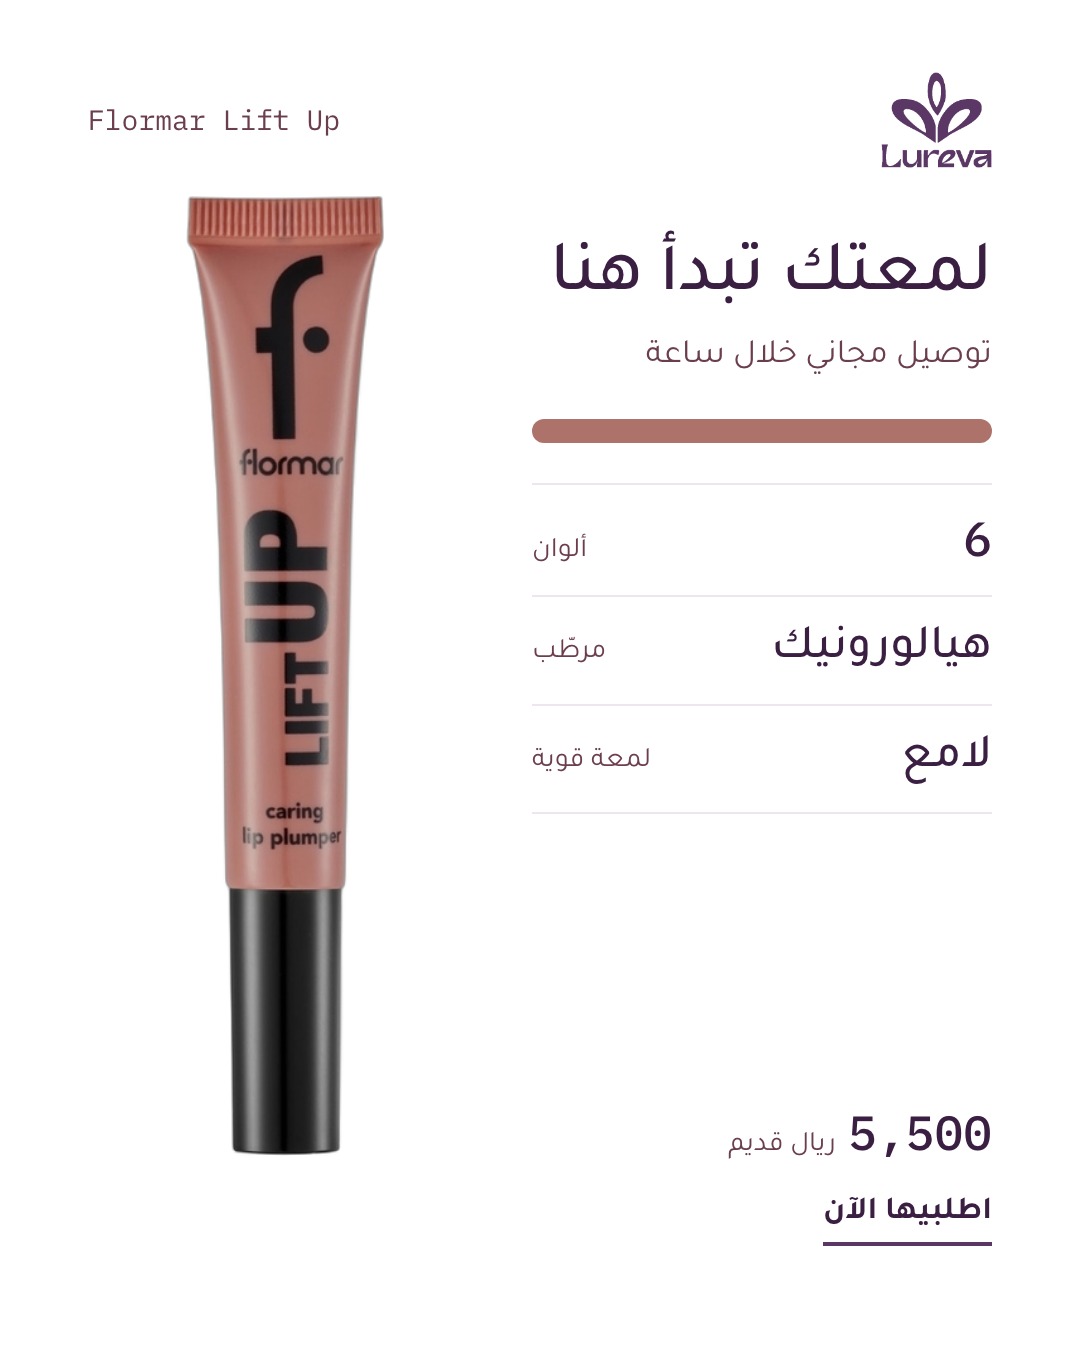 Flormar Lift Up
Lureva
لمعتك تبدأ هنا
توصيل مجاني خلال ساعة
6 ألوان
هيالورونيك مرطّب
لامع لمعة قوية
f
flormar
LIFT UP
caring
lip plumper
5,500 ريال قديم
اطلبيها الآن